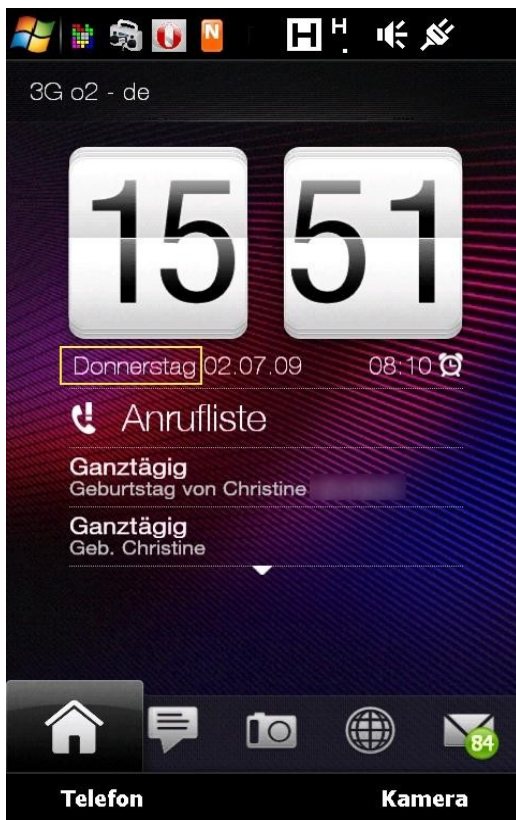 N H H
3G o2 - de
15 51
Donnerstag 02.07.09 08:10
Anrufliste
Ganztägig
Geburtstag von Christine
Ganztägig
Geb. Christine
84
Telefon Kamera